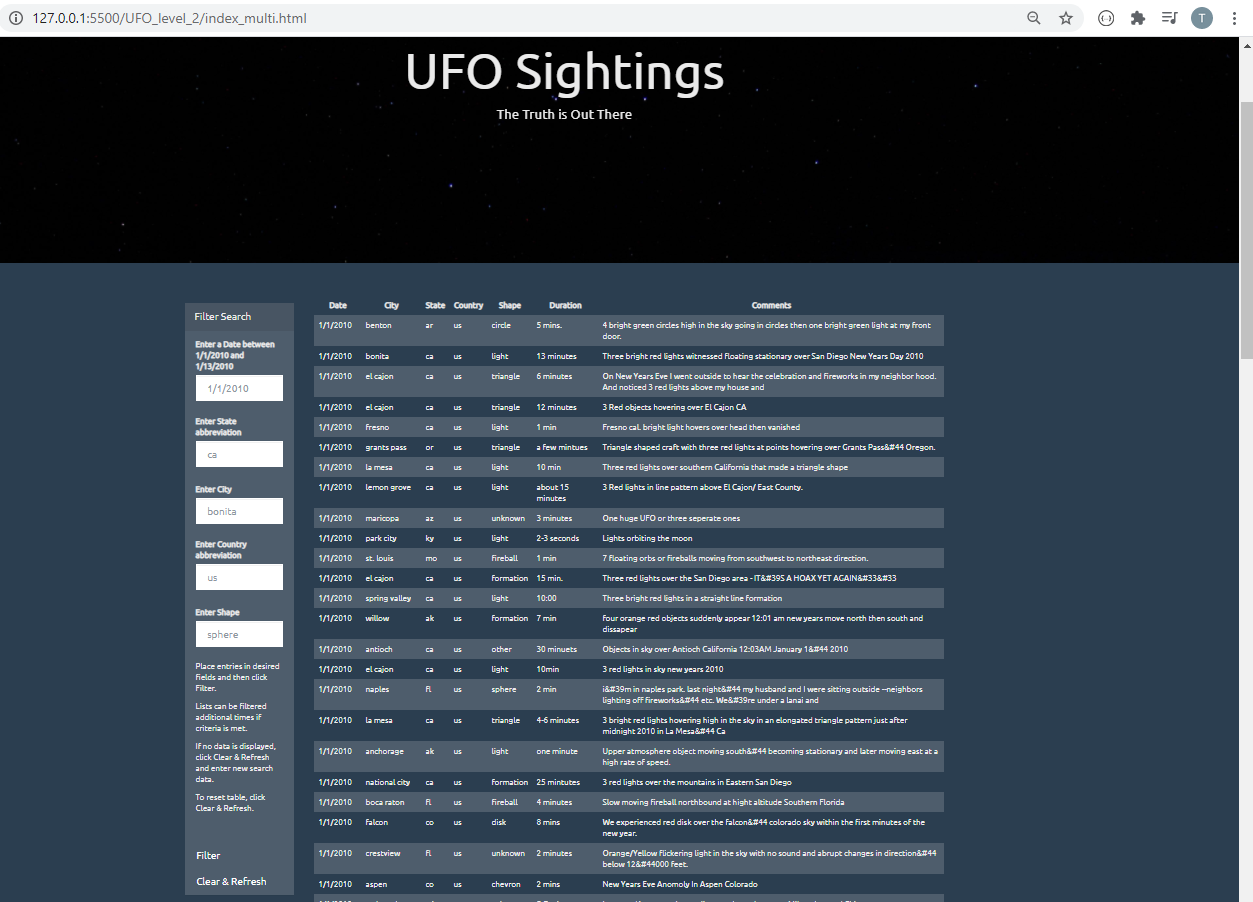 127.0.0.1:5500/UFO_level_2/index_multi.html
T
UFO Sightings
The Truth is Out There
Filter Search
Enter a Date between
1/1/2010 and
1/13/2010
1/1/2010
Enter State
abbreviation
ca
Enter City
bonita
Enter Country
abbreviation
us
Enter Shape
sphere
Place entries in desired
fields and then click
Filter.
Lists can be filtered
additional times if
criteria is met.
If no data is displayed,
click Clear & Refresh
and enter new search
data.
To reset table, click
Clear & Refresh.
Filter
Clear & Refresh
Date City State Country Shape Duration Comments
1/1/2010 benton ar us circle 5 mins. 4 bright green circles high in the sky going in circles then one bright green light at my front
door.
1/1/2010 bonita ca us light 13 minutes Three bright red lights witnessed floating stationary over San Diego New Years Day 2010
1/1/2010 el cajon ca us triangle 6 minutes On New Years Eve I went outside to hear the celebration and fireworks in my neighbor hood.
And noticed 3 red lights above my house and
1/1/2010 el cajon ca us triangle 12 minutes 3 Red objects hovering over El Cajon CA
1/1/2010 fresno ca us light 1 min Fresno cal. bright light hovers over head then vanished
1/1/2010 grants pass or us triangle a few mintues Triangle shaped craft with three red lights at points hovering over Grants Pass&#44 Oregon.
1/1/2010 la mesa ca us light 10 min Three red lights over southern California that made a triangle shape
1/1/2010 lemon grove ca us light about 15 3 Red lights in line pattern above El Cajon/ East County.
minutes
1/1/2010 maricopa az us unknown 3 minutes One huge UFO or three seperate ones
1/1/2010 park city ky us light 2-3 seconds Lights orbiting the moon
1/1/2010 st. louis mo us fireball 1 min 7 floating orbs or fireballs moving from southwest to northeast direction.
1/1/2010 el cajon ca us formation 15 min. Three red lights over the San Diego area - IT&#39S A HOAX YET AGAIN&#33&#33
1/1/2010 spring valley ca us light 10:00 Three bright red lights in a straight line formation
1/1/2010 willow ak us formation 7 min four orange red objects suddenly appear 12:01 am new years move north then south and
dissapear
1/1/2010 antioch ca us other 30 minuets Objects in sky over Antioch California 12:03AM January 1&#44 2010
1/1/2010 el cajon ca us light 10min 3 red lights in sky new years 2010
1/1/2010 naples fl us sphere 2 min i&#39m in naples park. last night&#44 my husband and I were sitting outside --neighbors
lighting off fireworks&#44 etc. We&#39re under a lanai and
1/1/2010 la mesa ca us triangle 4-6 minutes 3 bright red lights hovering high in the sky in an elongated triangle pattern just after
midnight 2010 in La Mesa&#44 Ca
1/1/2010 anchorage ak us light one minute Upper atmosphere object moving south&#44 becoming stationary and later moving east at a
high rate of speed.
1/1/2010 national city ca us formation 25 mintutes 3 red lights over the mountains in Eastern San Diego
1/1/2010 boca raton fl us fireball 4 minutes Slow moving fireball northbound at hight altitude Southern Florida
1/1/2010 falcon co us disk 8 mins We experienced red disk over the falcon&#44 colorado sky within the first minutes of the
new year.
1/1/2010 crestview fl us unknown 2 minutes Orange/Yellow flickering light in the sky with no sound and abrupt changes in direction&#44
below 12&#44000 feet.
1/1/2010 aspen co us chevron 2 mins New Years Eve Anomoly In Aspen Colorado